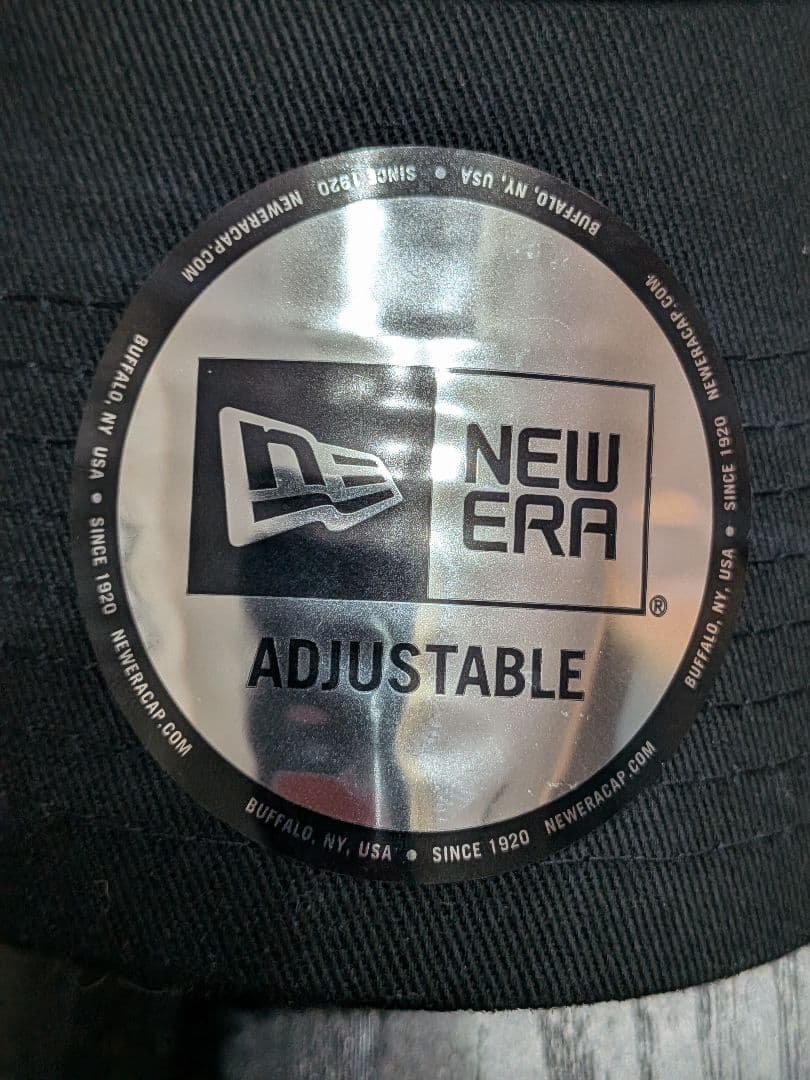 NEW
ERA
®
ADJUSTABLE
BUFFALO, NY, USA • SINCE 1920 NEWERACAP.COM
BUFFALO, NY, USA • SINCE 1920 NEWERACAP.COM
BUFFALO, NY, USA • SINCE 1920 NEWERACAP.COM
BUFFALO, NY USA • SINCE 1920 NEWERACAP.COM